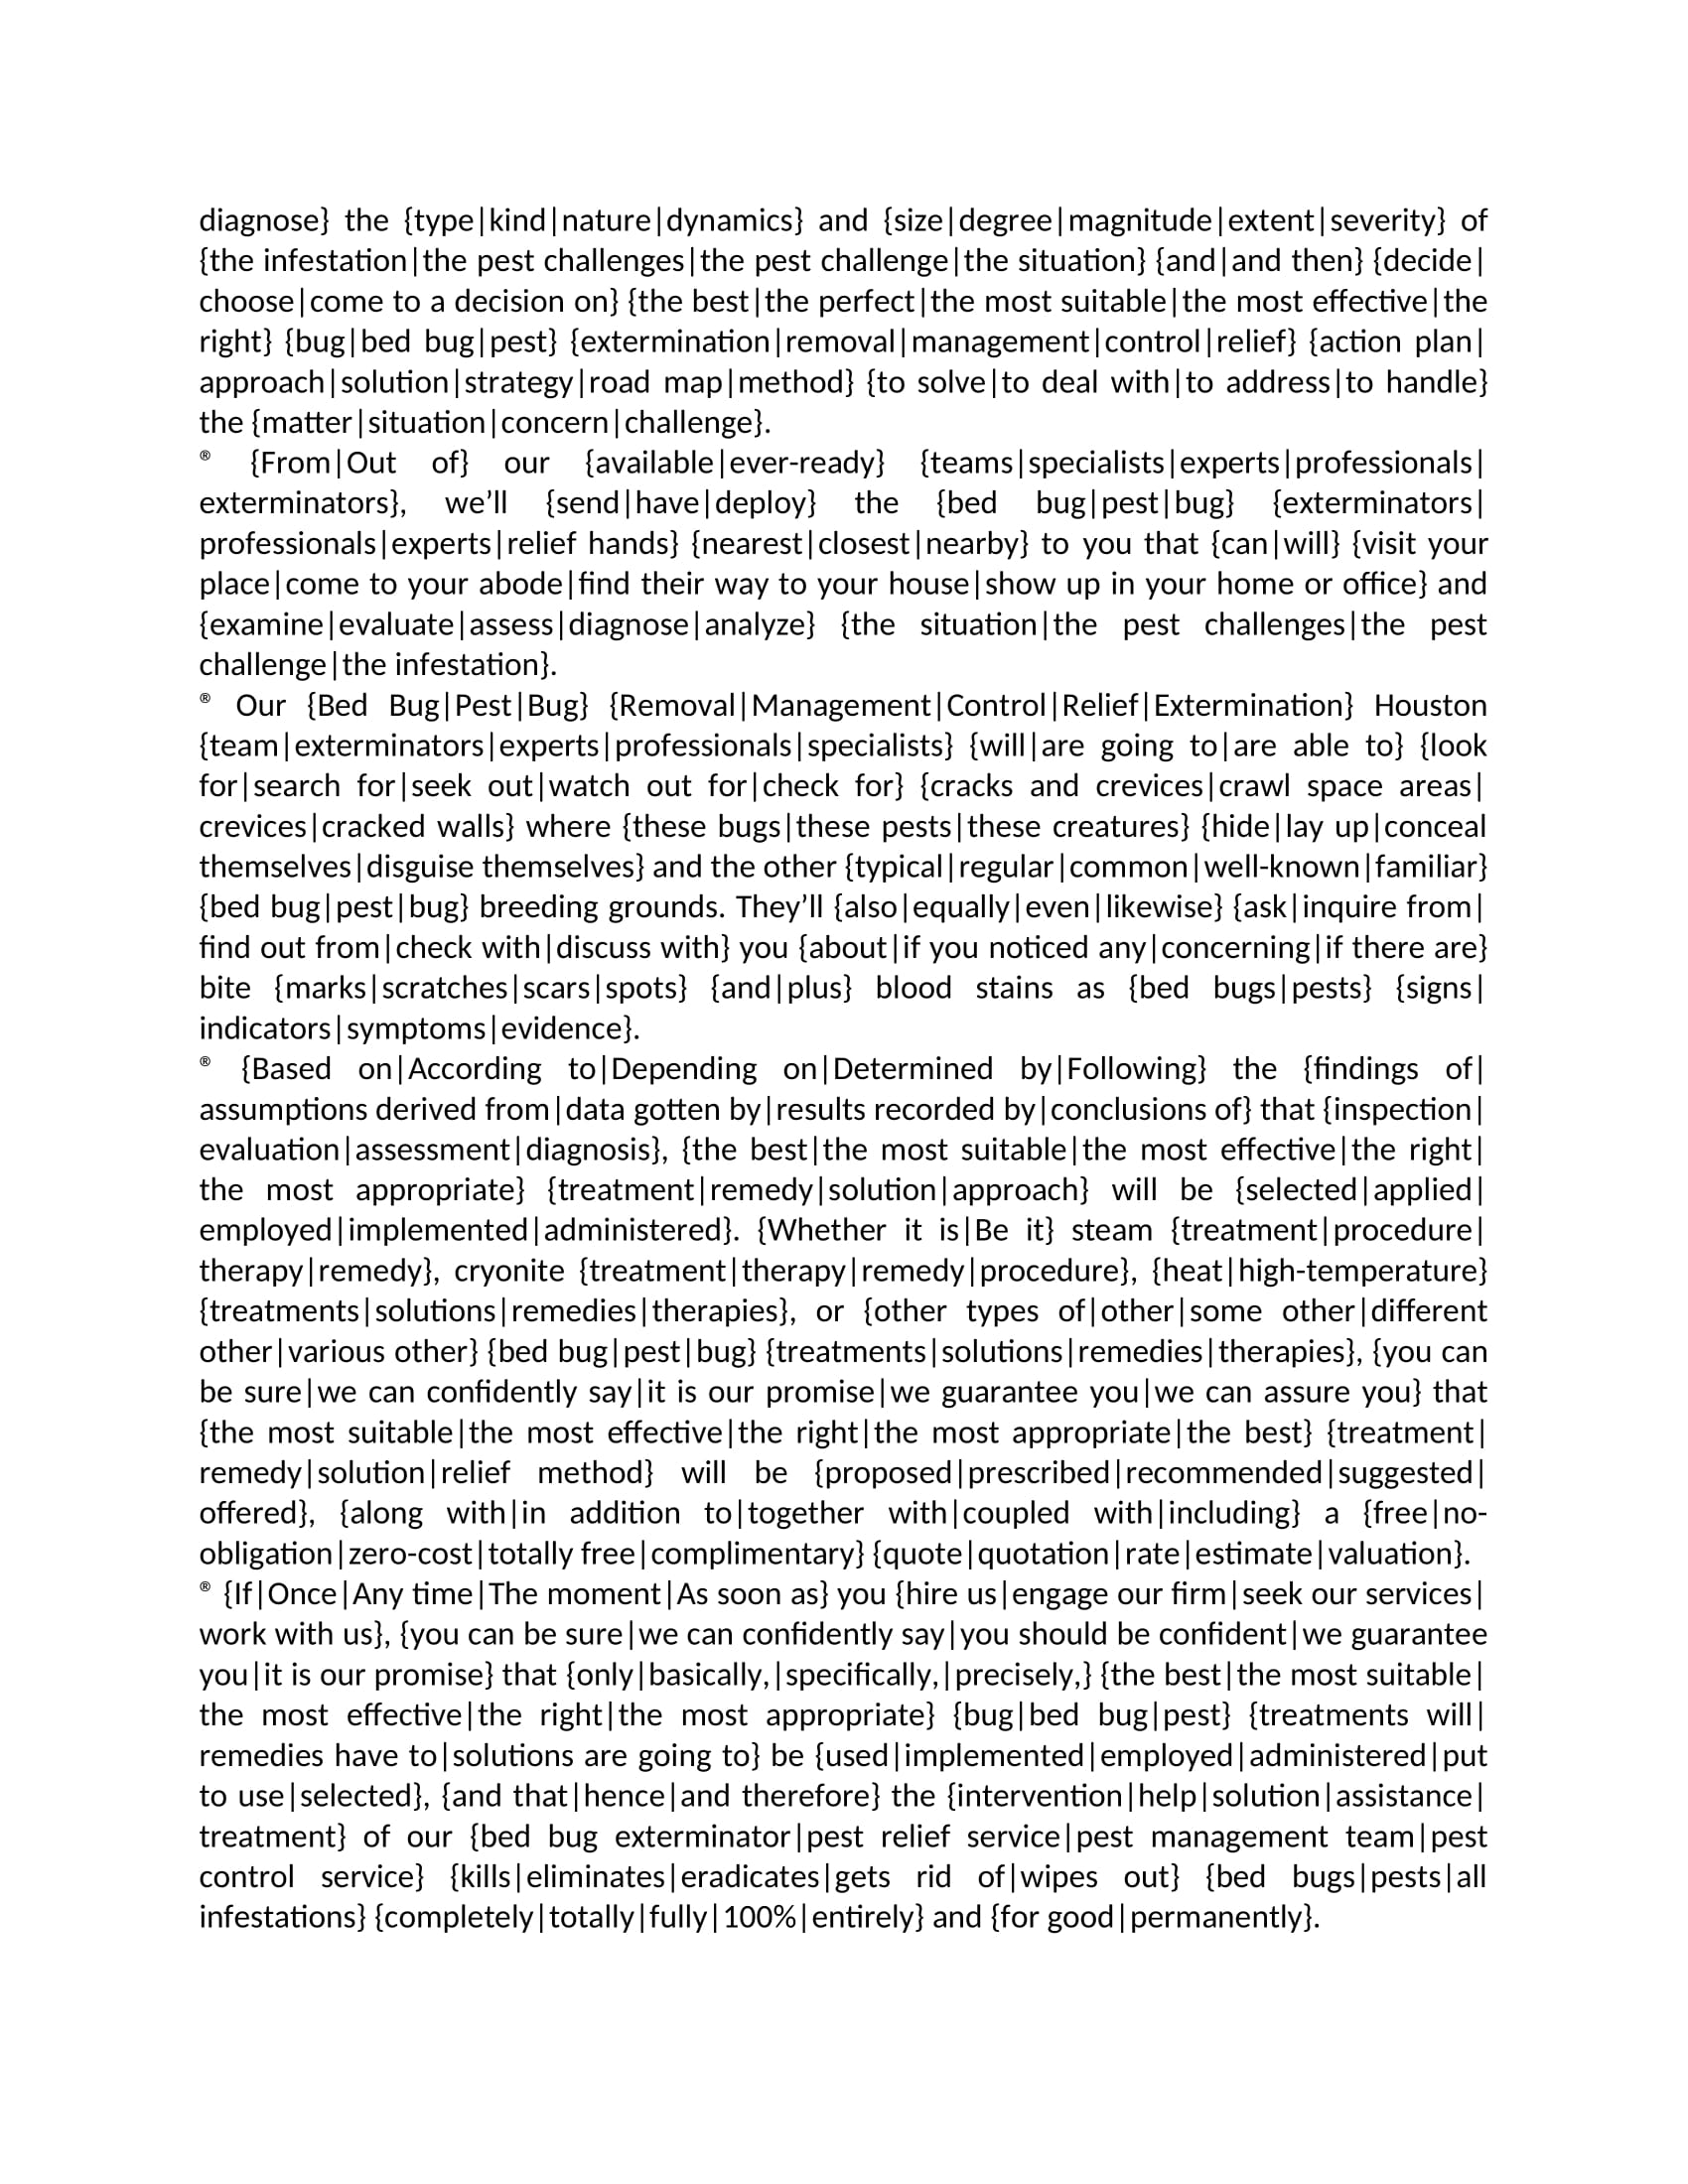 diagnose} the {type|kind|nature|dynamics} and {size|degree|magnitude|extent|severity} of
{the infestation|the pest challenges|the pest challenge|the situation} {and|and then} {decide|
choose|come to a decision on} {the best|the perfect|the most suitable|the most effective|the
right} {bug|bed bug|pest} {extermination|removal|management|control|relief} {action plan|
approach|solution|strategy|road map|method} {to solve|to deal with|to address|to handle}
the {matter|situation|concern|challenge}.
® {From|Out of} our {available|ever-ready} {teams|specialists|experts|professionals|
exterminators}, we’ll {send|have|deploy} the {bed bug|pest|bug} {exterminators|
professionals|experts|relief hands} {nearest|closest|nearby} to you that {can|will} {visit your
place|come to your abode|find their way to your house|show up in your home or office} and
{examine|evaluate|assess|diagnose|analyze} {the situation|the pest challenges|the pest
challenge|the infestation}.
® Our {Bed Bug|Pest|Bug} {Removal|Management|Control|Relief|Extermination} Houston
{team|exterminators|experts|professionals|specialists} {will|are going to|are able to} {look
for|search for|seek out|watch out for|check for} {cracks and crevices|crawl space areas|
crevices|cracked walls} where {these bugs|these pests|these creatures} {hide|lay up|conceal
themselves|disguise themselves} and the other {typical|regular|common|well-known|familiar}
{bed bug|pest|bug} breeding grounds. They’ll {also|equally|even|likewise} {ask|inquire from|
find out from|check with|discuss with} you {about|if you noticed any|concerning|if there are}
bite {marks|scratches|scars|spots} {and|plus} blood stains as {bed bugs|pests} {signs|
indicators|symptoms|evidence}.
® {Based on|According to|Depending on|Determined by|Following} the {findings of|
assumptions derived from|data gotten by|results recorded by|conclusions of} that {inspection|
evaluation|assessment|diagnosis}, {the best|the most suitable|the most effective|the right|
the most appropriate} {treatment|remedy|solution|approach} will be {selected|applied|
employed|implemented|administered}. {Whether it is|Be it} steam {treatment|procedure|
therapy|remedy}, cryonite {treatment|therapy|remedy|procedure}, {heat|high-temperature}
{treatments|solutions|remedies|therapies}, or {other types of|other|some other|different
other|various other} {bed bug|pest|bug} {treatments|solutions|remedies|therapies}, {you can
be sure|we can confidently say|it is our promise|we guarantee you|we can assure you} that
{the most suitable|the most effective|the right|the most appropriate|the best} {treatment|
remedy|solution|relief method} will be {proposed|prescribed|recommended|suggested|
offered}, {along with|in addition to|together with|coupled with|including} a {free|no-
obligation|zero-cost|totally free|complimentary} {quote|quotation|rate|estimate|valuation}.
® {If|Once|Any time|The moment|As soon as} you {hire us|engage our firm|seek our services|
work with us}, {you can be sure|we can confidently say|you should be confident|we guarantee
you|it is our promise} that {only|basically,|specifically,|precisely,} {the best|the most suitable|
the most effective|the right|the most appropriate} {bug|bed bug|pest} {treatments will|
remedies have to|solutions are going to} be {used|implemented|employed|administered|put
to use|selected}, {and that|hence|and therefore} the {intervention|help|solution|assistance|
treatment} of our {bed bug exterminator|pest relief service|pest management team|pest
control service} {kills|eliminates|eradicates|gets rid of|wipes out} {bed bugs|pests|all
infestations} {completely|totally|fully|100%|entirely} and {for good|permanently}.